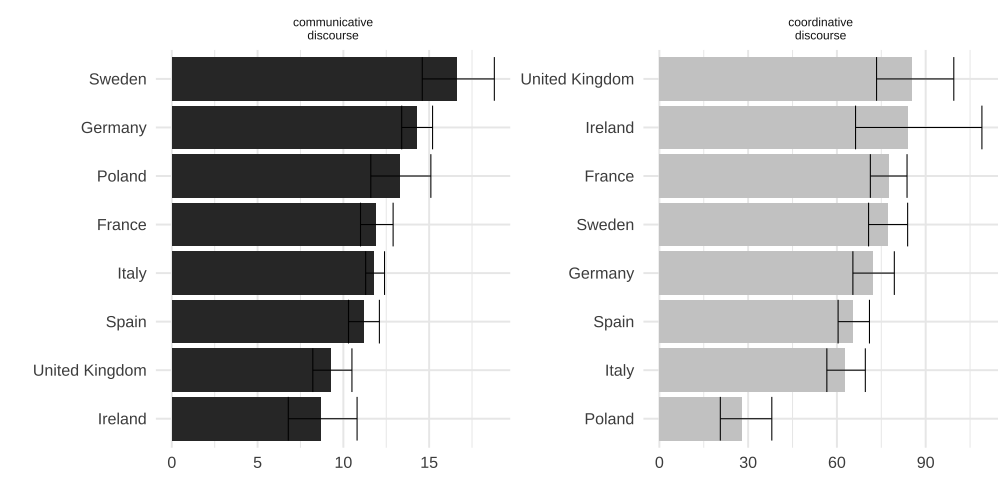 communicative
discourse
Sweden
Germany
Poland
France
Italy
Spain
United Kingdom
Ireland
0 5 10 15
coordinative
discourse
United Kingdom
Ireland
France
Sweden
Germany
Spain
Italy
Poland
0 30 60 90